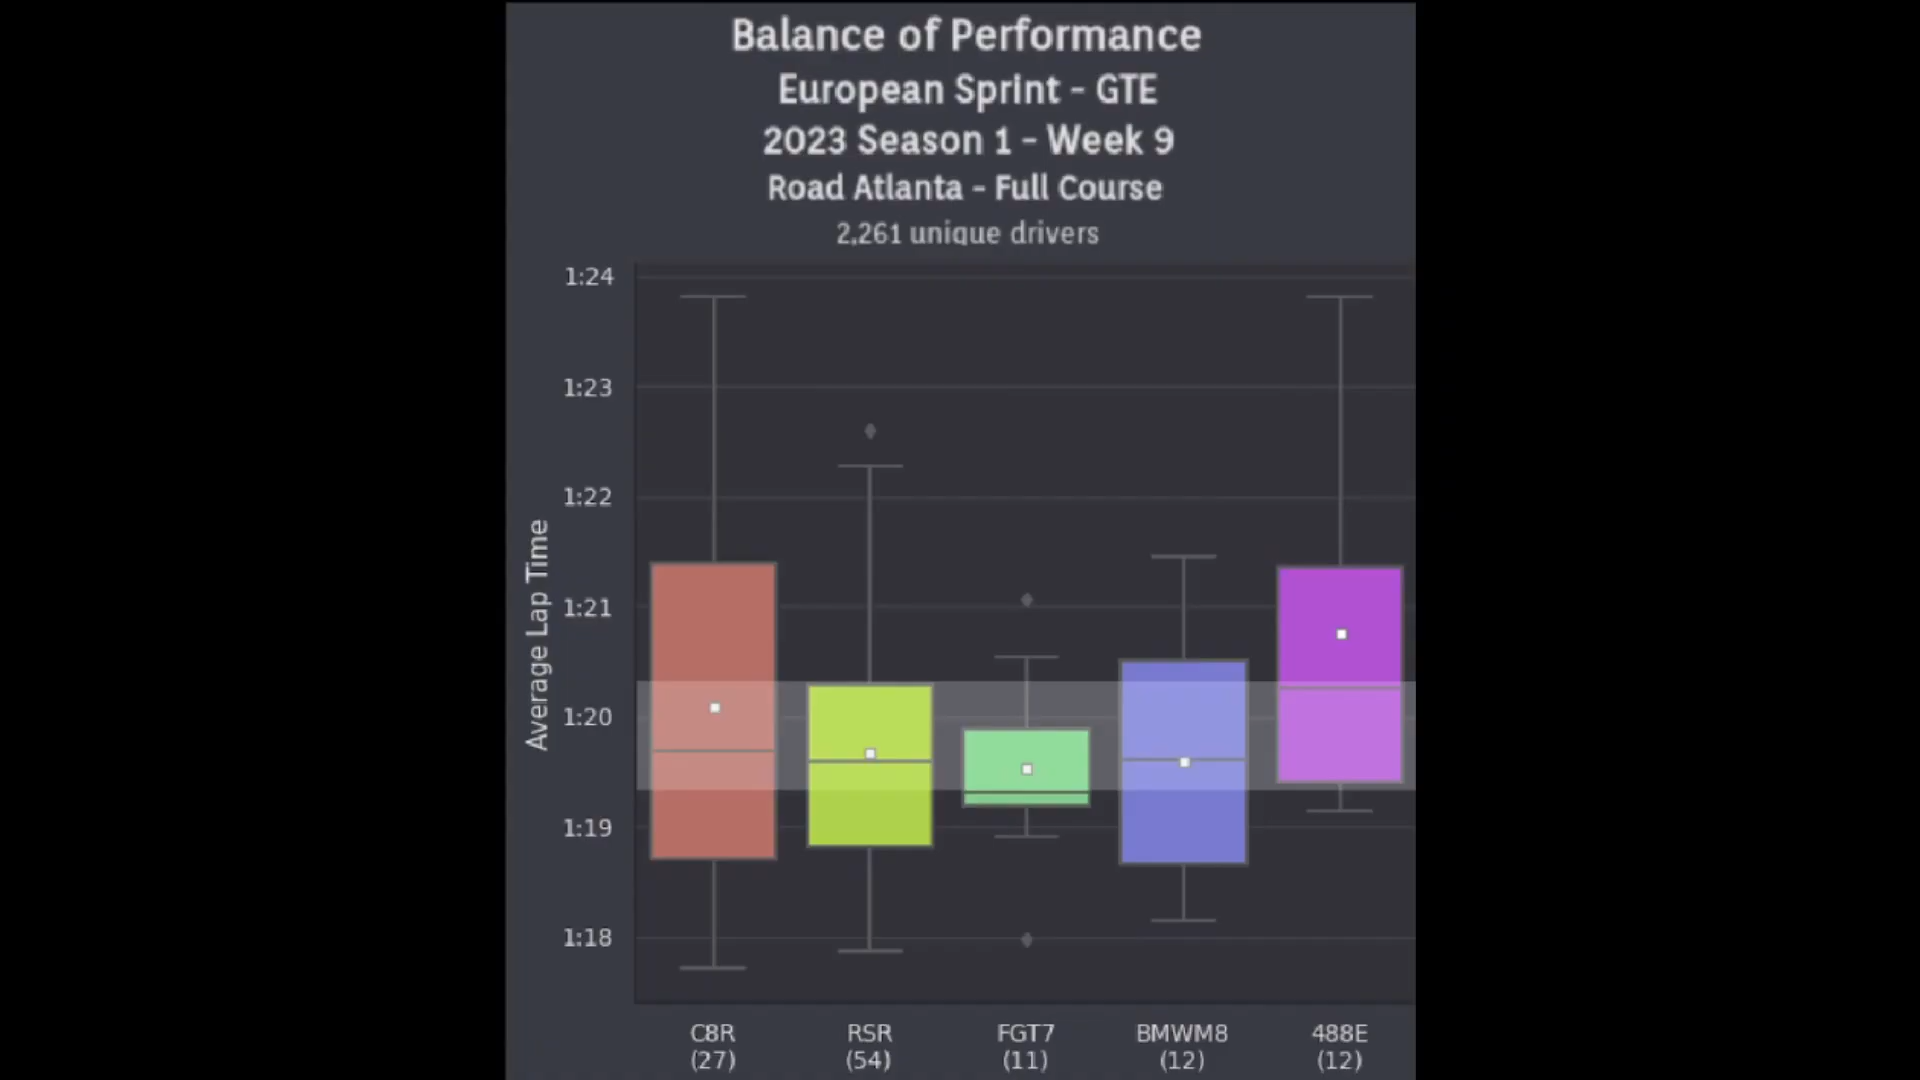 Balance of Performance
European Sprint - GTE
2023 Season 1 - Week 9
Road Atlanta - Full Course
2,261 unique drivers
Average Lap Time
1:24
1:23
1:22
1:21
1:20
1:19
1:18
C8R RSR FGT7 BMWM8 488E
(27) (54) (11) (12) (12)